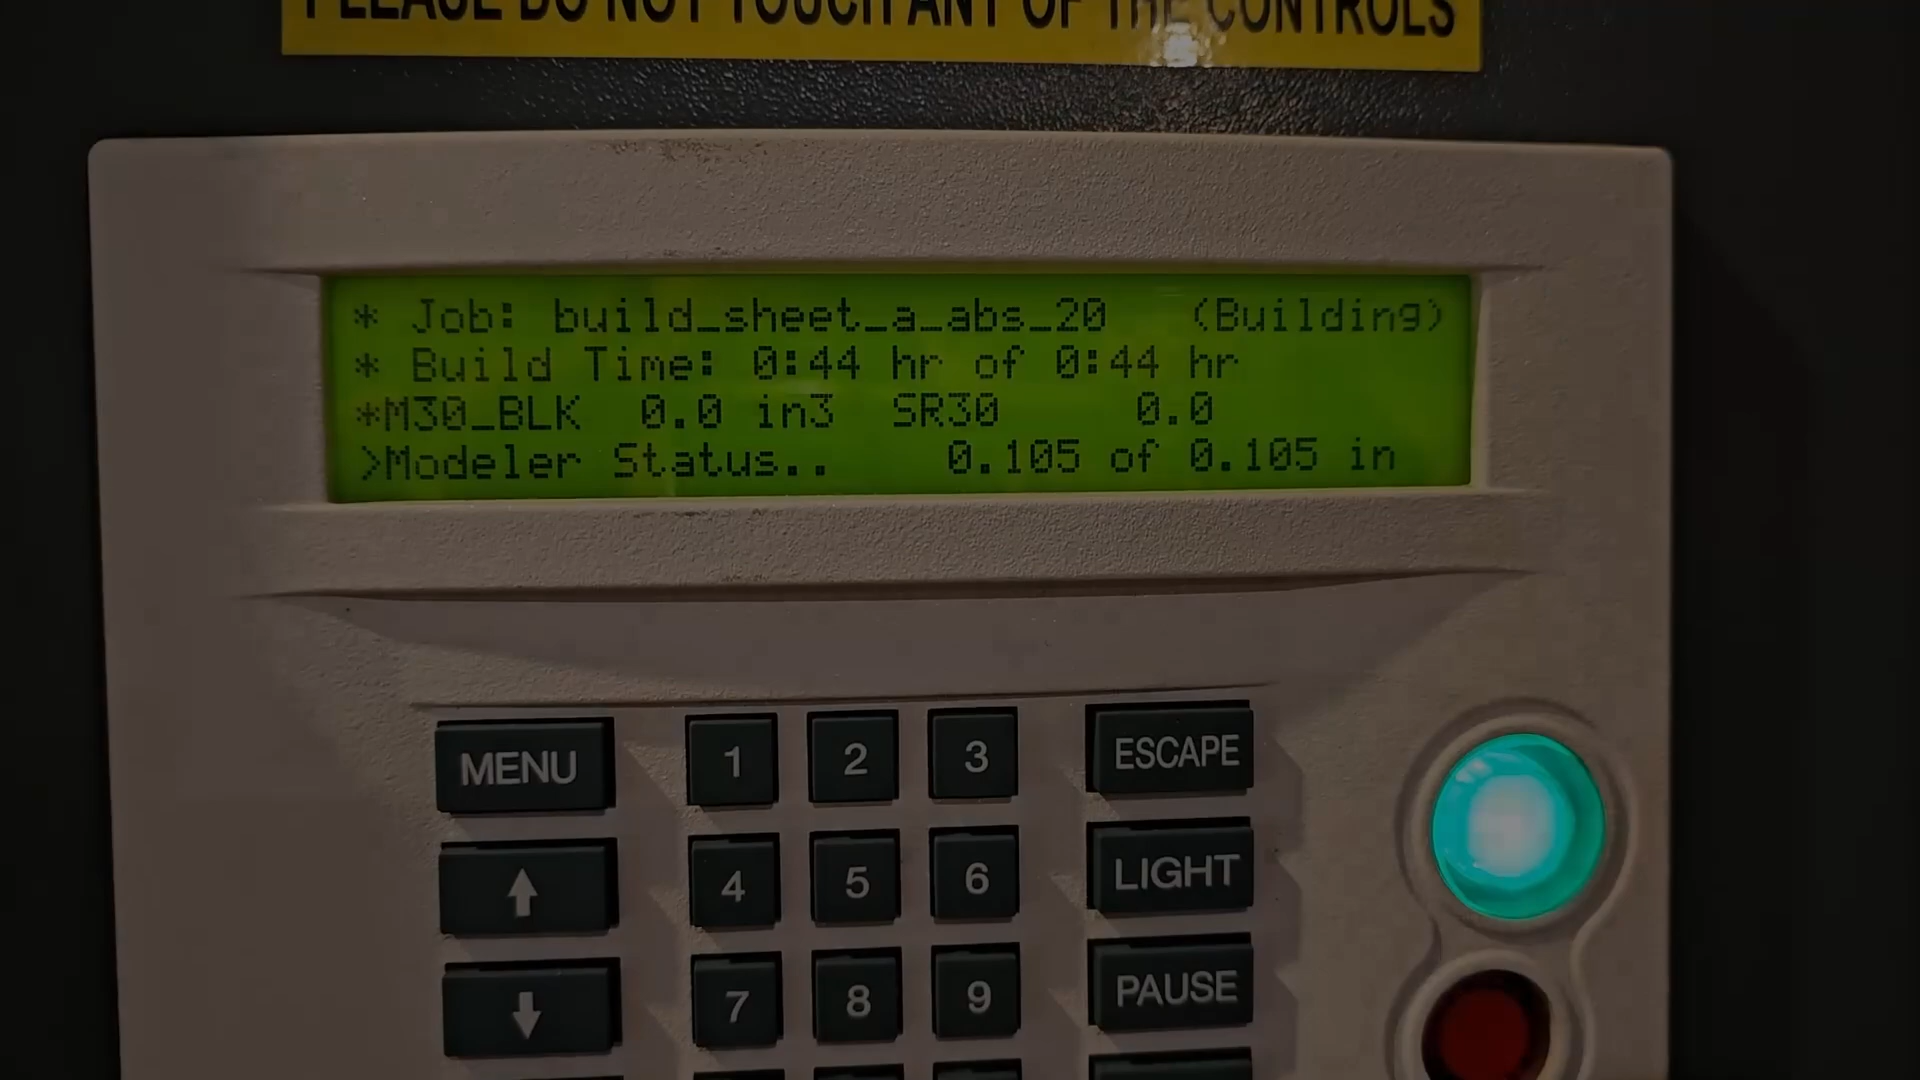 PLEASE DO NOT TOUCH ANY OF THE CONTROLS
* Job: build_sheet_a_abs_20 (Building)
* Build Time: 0:44 hr of 0:44 hr
*M30_BLK 0.0 in3 SR30 0.0
>Modeler Status.. 0.105 of 0.105 in
MENU 1 2 3 ESCAPE
↑ 4 5 6 LIGHT
↓ 7 8 9 PAUSE